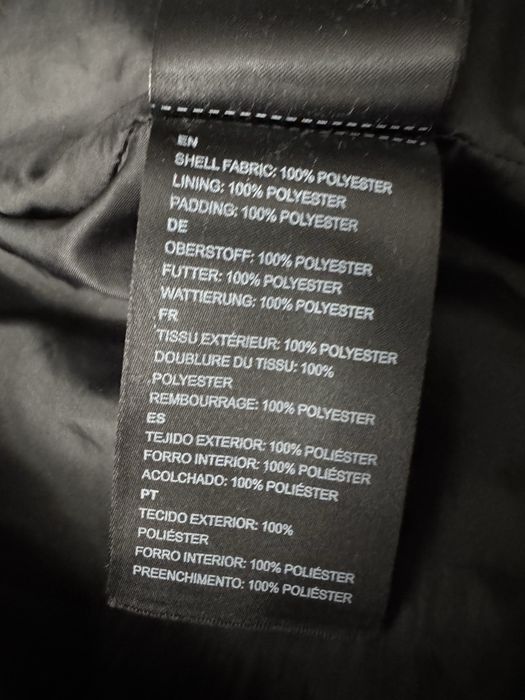 EN
SHELL FABRIC: 100% POLYESTER
LINING: 100% POLYESTER
PADDING: 100% POLYESTER
DE
OBERSTOFF: 100% POLYESTER
FUTTER: 100% POLYESTER
WATTIERUNG: 100% POLYESTER
FR
TISSU EXTÉRIEUR: 100% POLYESTER
DOUBLURE DU TISSU: 100%
POLYESTER
REMBOURRAGE: 100% POLYESTER
ES
TEJIDO EXTERIOR: 100% POLIÉSTER
FORRO INTERIOR: 100% POLIÉSTER
ACOLCHADO: 100% POLIÉSTER
PT
TECIDO EXTERIOR: 100%
POLIÉSTER
FORRO INTERIOR: 100% POLIÉSTER
PREENCHIMENTO: 100% POLIÉSTER